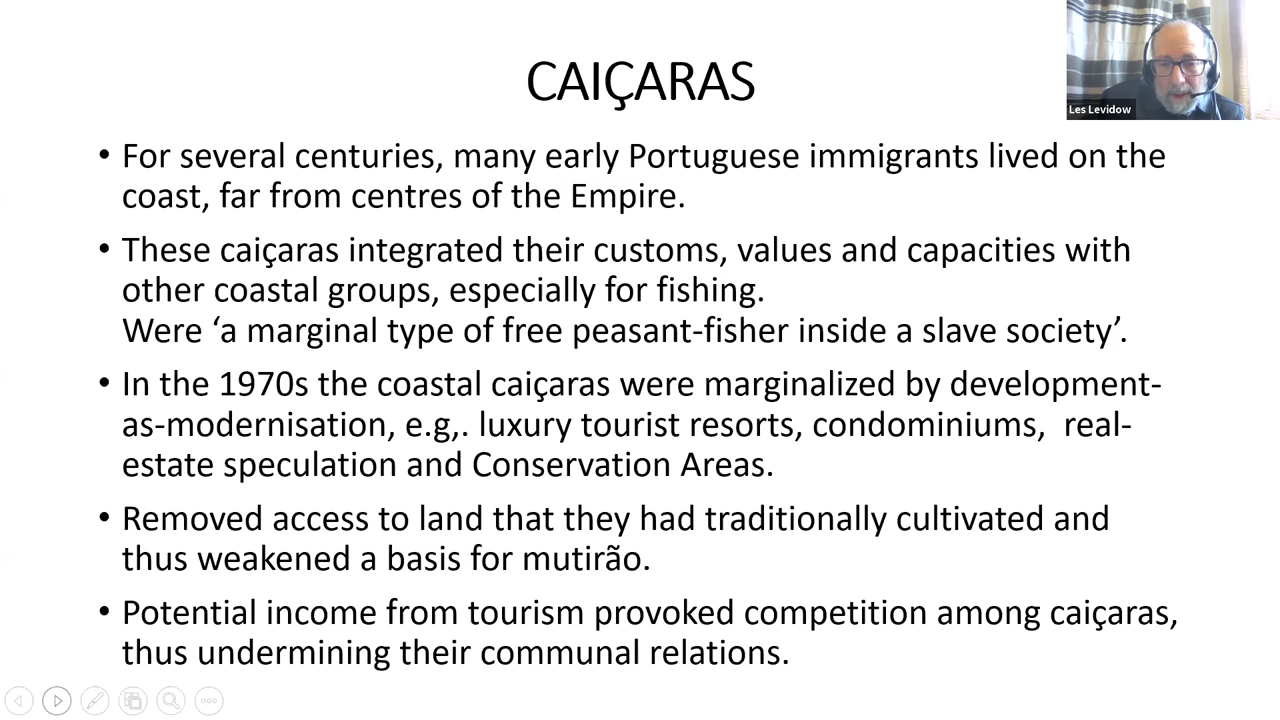 CAIÇARAS
Les Levidow
• For several centuries, many early Portuguese immigrants lived on the
coast, far from centres of the Empire.
• These caiçaras integrated their customs, values and capacities with
other coastal groups, especially for fishing.
Were ‘a marginal type of free peasant-fisher inside a slave society’.
• In the 1970s the coastal caiçaras were marginalized by development-
as-modernisation, e.g,. luxury tourist resorts, condominiums,  real-
estate speculation and Conservation Areas.
• Removed access to land that they had traditionally cultivated and
thus weakened a basis for mutirão.
• Potential income from tourism provoked competition among caiçaras,
thus undermining their communal relations.